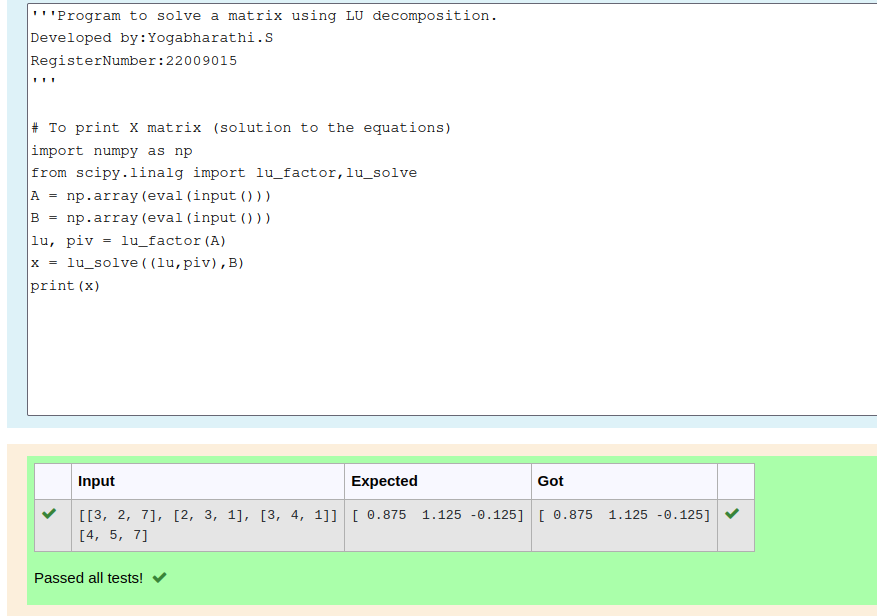 '''Program to solve a matrix using LU decomposition.
Developed by:Yogabharathi.S
RegisterNumber:22009015
'''
# To print X matrix (solution to the equations)
import numpy as np
from scipy.linalg import lu_factor,lu_solve
A = np.array(eval(input()))
B = np.array(eval(input()))
lu, piv = lu_factor(A)
x = lu_solve((lu,piv),B)
print(x)
Input Expected Got
[[3, 2, 7], [2, 3, 1], [3, 4, 1]] [ 0.875  1.125 -0.125] [ 0.875  1.125 -0.125]
[4, 5, 7]
Passed all tests!